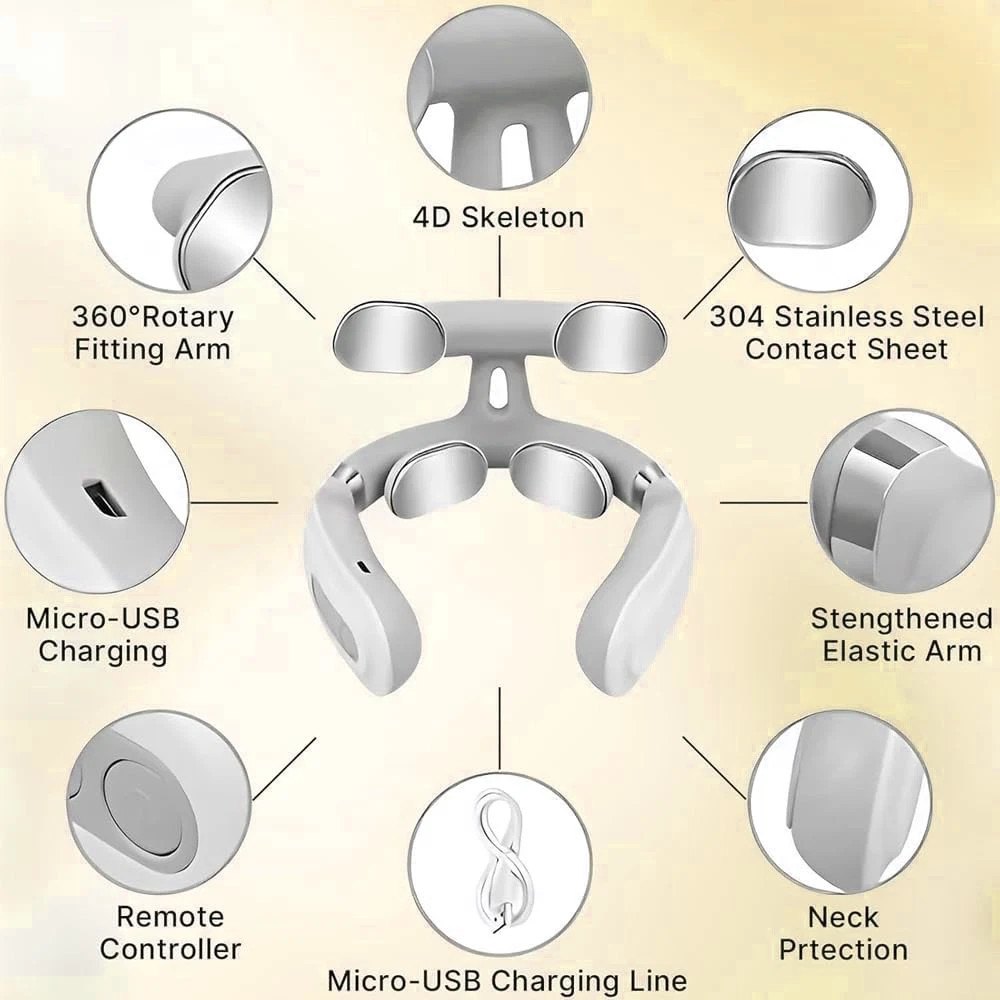 4D Skeleton
360°Rotary
Fitting Arm
304 Stainless Steel
Contact Sheet
Micro-USB
Charging
Stengthened
Elastic Arm
Remote
Controller
Micro-USB Charging Line
Neck
Prtection